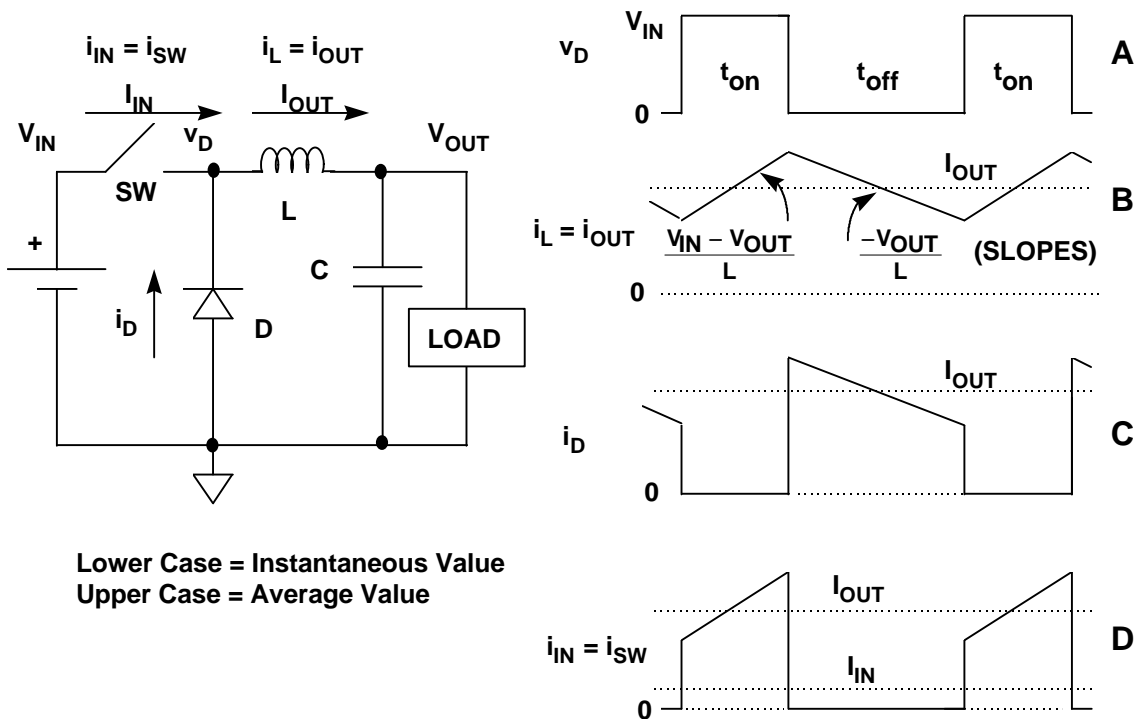 i_IN = i_SW
I_IN
i_L = i_OUT
I_OUT
V_IN
v_D
V_OUT
SW
L
+
C
i_D
D
LOAD
Lower Case = Instantaneous Value
Upper Case = Average Value
V_IN
v_D
t_on
t_off
t_on
A
0
I_OUT
B
i_L = i_OUT
V_IN – V_OUT
L
–V_OUT
L
(SLOPES)
0
I_OUT
C
i_D
0
I_OUT
D
i_IN = i_SW
I_IN
0